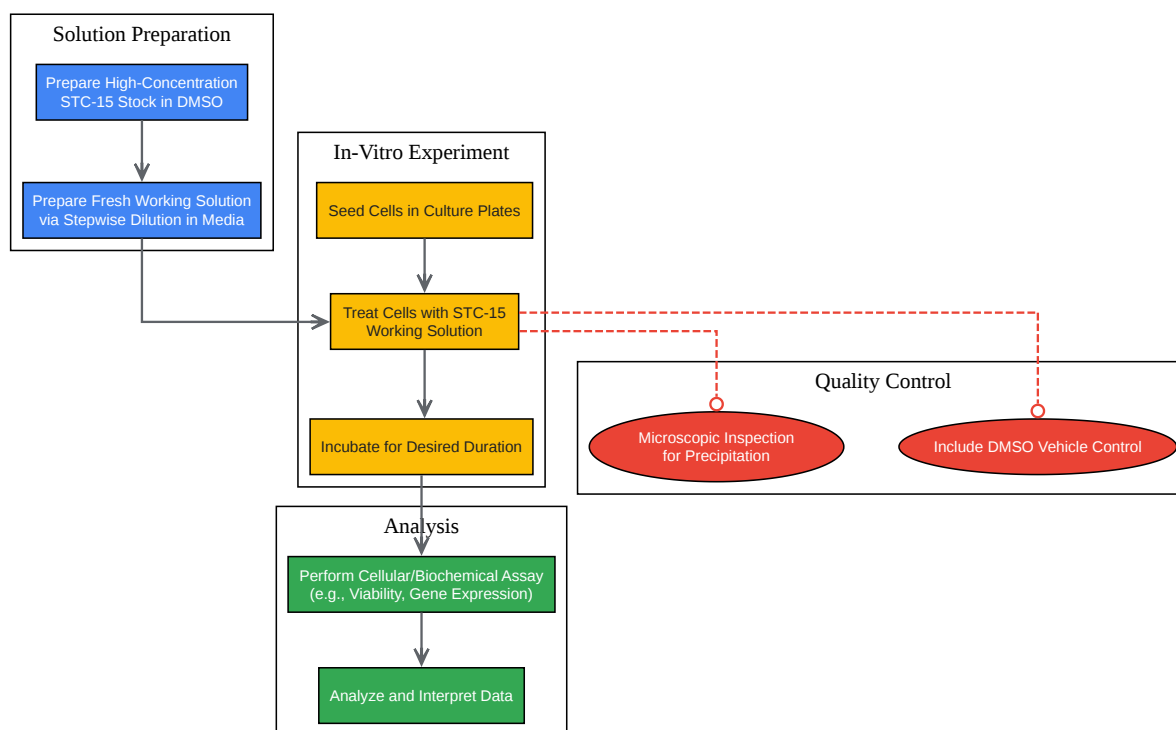 Solution Preparation
Prepare High-Concentration
STC-15 Stock in DMSO
Prepare Fresh Working Solution
via Stepwise Dilution in Media
In-Vitro Experiment
Seed Cells in Culture Plates
Treat Cells with STC-15
Working Solution
Incubate for Desired Duration
Quality Control
Microscopic Inspection
for Precipitation
Include DMSO Vehicle Control
Analysis
Perform Cellular/Biochemical Assay
(e.g., Viability, Gene Expression)
Analyze and Interpret Data